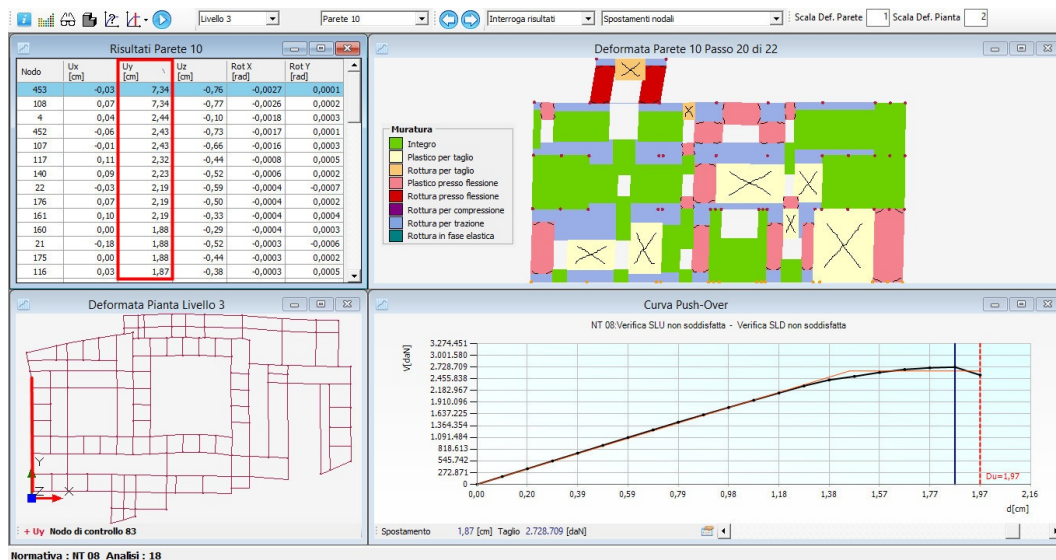 Livello 3
Parete 10
Interroga risultati
Spostamenti nodali
Scala Def. Parete 1 Scala Def. Pianta 2
Risultati Parete 10
Nodo Ux [cm] Uy [cm] \ Uz [cm] Rot X [rad] Rot Y [rad]
453 -0,03 7,34 -0,76 -0,0027 0,0001
108 0,07 7,34 -0,77 -0,0026 0,0002
4 0,04 2,44 -0,10 -0,0018 0,0003
452 -0,06 2,43 -0,73 -0,0017 0,0001
107 -0,01 2,43 -0,66 -0,0016 0,0003
117 0,11 2,32 -0,44 -0,0008 0,0005
140 0,09 2,23 -0,52 -0,0006 0,0002
22 -0,03 2,19 -0,59 -0,0004 -0,0007
176 0,07 2,19 -0,50 -0,0004 0,0002
161 0,10 2,19 -0,33 -0,0004 0,0004
160 0,00 1,88 -0,29 -0,0004 0,0003
21 -0,18 1,88 -0,52 -0,0003 -0,0006
175 0,00 1,88 -0,44 -0,0003 0,0002
116 0,03 1,87 -0,38 -0,0003 0,0005
Deformata Parete 10 Passo 20 di 22
Muratura
Integro
Plastico per taglio
Rottura per taglio
Plastico presso flessione
Rottura presso flessione
Rottura per compressione
Rottura per trazione
Rottura in fase elastica
Deformata Pianta Livello 3
Y
Z
X
+ Uy Nodo di controllo 83
Curva Push-Over
NT 08:Verifica SLU non soddisfatta - Verifica SLD non soddisfatta
V[daN]
3.274.451
3.001.580
2.728.709
2.455.838
2.182.967
1.910.096
1.637.225
1.364.354
1.091.484
818.613
545.742
272.871
0
0,00 0,20 0,39 0,59 0,79 0,98 1,18 1,38 1,57 1,77 1,97 2,16
Du=1,97
d[cm]
Spostamento 1,87 [cm] Taglio 2.728.709 [daN]
Normativa : NT 08 Analisi : 18